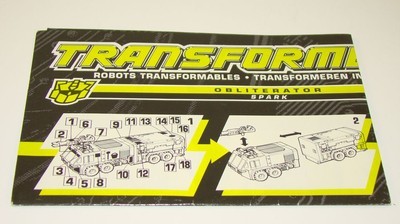 TRANSFORME
ROBOTS TRANSFORMABLES • TRANSFORMEREN IN
OBLITERATOR
SPARK
1 6 9 11 13 14 15 1
2 7 16
2
3 5 10 12 17
4 8 18